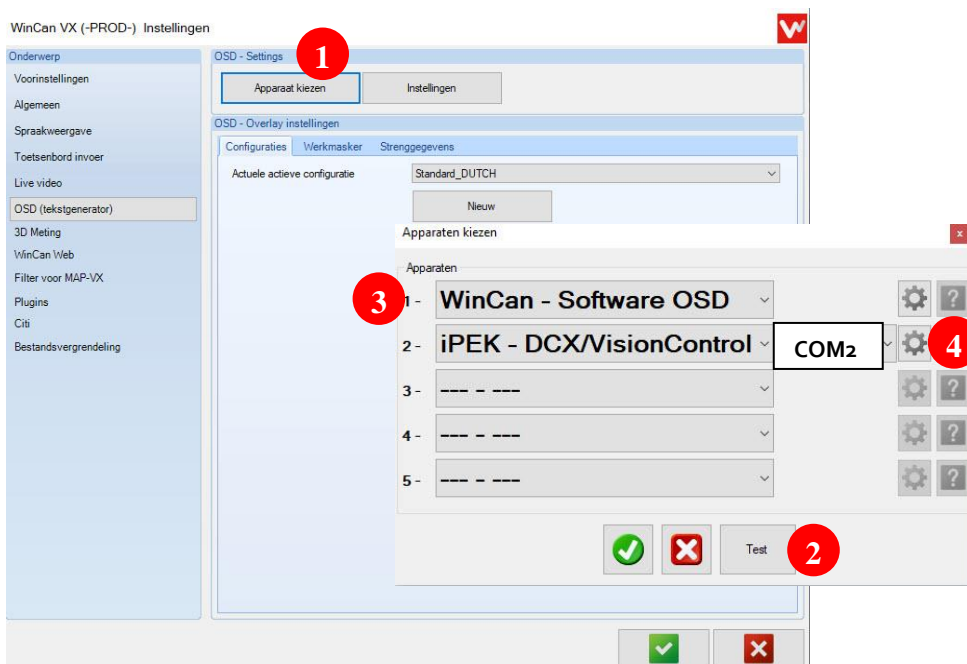 WinCan VX (-PROD-) Instellingen
Onderwerp
Voorinstellingen
Algemeen
Spraakweergave
Toetsenbord invoer
Live video
OSD (tekstgenerator)
3D Meting
WinCan Web
Filter voor MAP-VX
Plugins
Citi
Bestandsvergrendeling
OSD - Settings
1
Apparaat kiezen Instellingen
OSD - Overlay instellingen
Configuraties Werkmasker Strenggegevens
Actuele actieve configuratie Standard_DUTCH
Nieuw
Apparaten kiezen x
Apparaten
3
1 - WinCan - Software OSD ?
2 - iPEK - DCX/VisionControl COM2 4
3 - --- - --- ?
4 - --- - --- ?
5 - --- - --- ?
Test 2